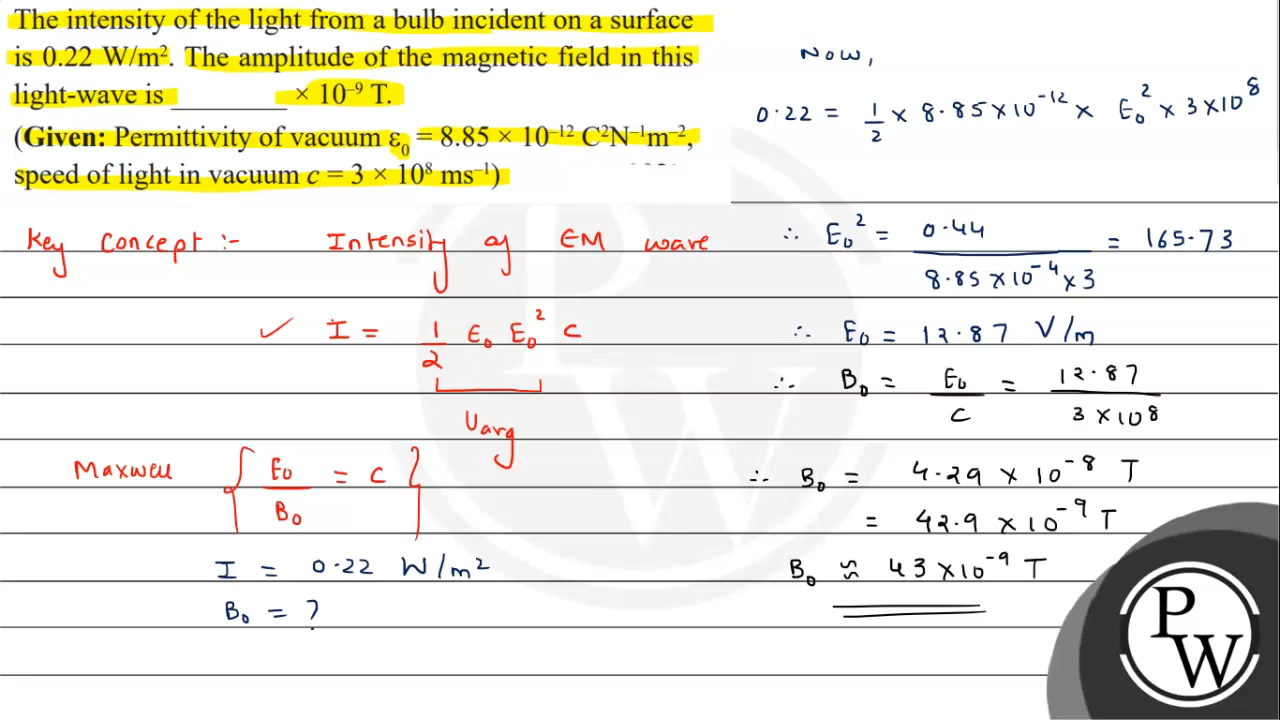 The intensity of the light from a bulb incident on a surface
is 0.22 W/m². The amplitude of the magnetic field in this
light-wave is ________ × 10⁻⁹ T.
(Given: Permittivity of vacuum ε₀ = 8.85 × 10⁻¹² C²N⁻¹m⁻²,
speed of light in vacuum c = 3 × 10⁸ ms⁻¹)
Key Concept :- Intensity of EM wave
✓ I = 1/2 ε₀ E₀² c
Uavg
Maxwell { E₀/B₀ = c }
I = 0.22 W/m²
B₀ = ?
Now,
0.22 = 1/2 × 8.85×10⁻¹² × E₀² × 3×10⁸
∴ E₀² = 0.44 / 8.85×10⁻⁴×3 = 165.73
∴ E₀ = 12.87 V/m
∴ B₀ = E₀/c = 12.87 / 3×10⁸
∴ B₀ = 4.29 × 10⁻⁸ T
= 42.9 × 10⁻⁹ T
B₀ ≈ 43×10⁻⁹ T
P
W